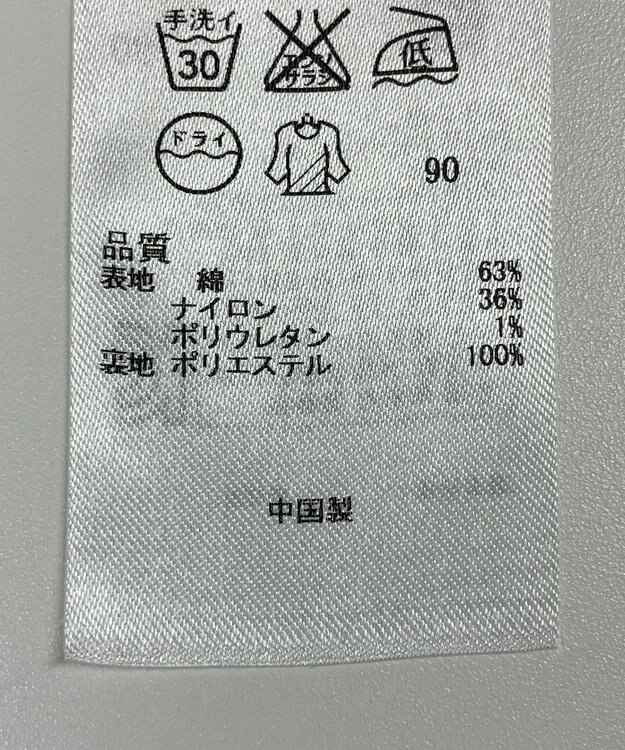 手洗イ
30
エンソ
サラシ
低
ドライ
90
品質
表地 綿 63%
ナイロン 36%
ポリウレタン 1%
裏地 ポリエステル 100%
中国製